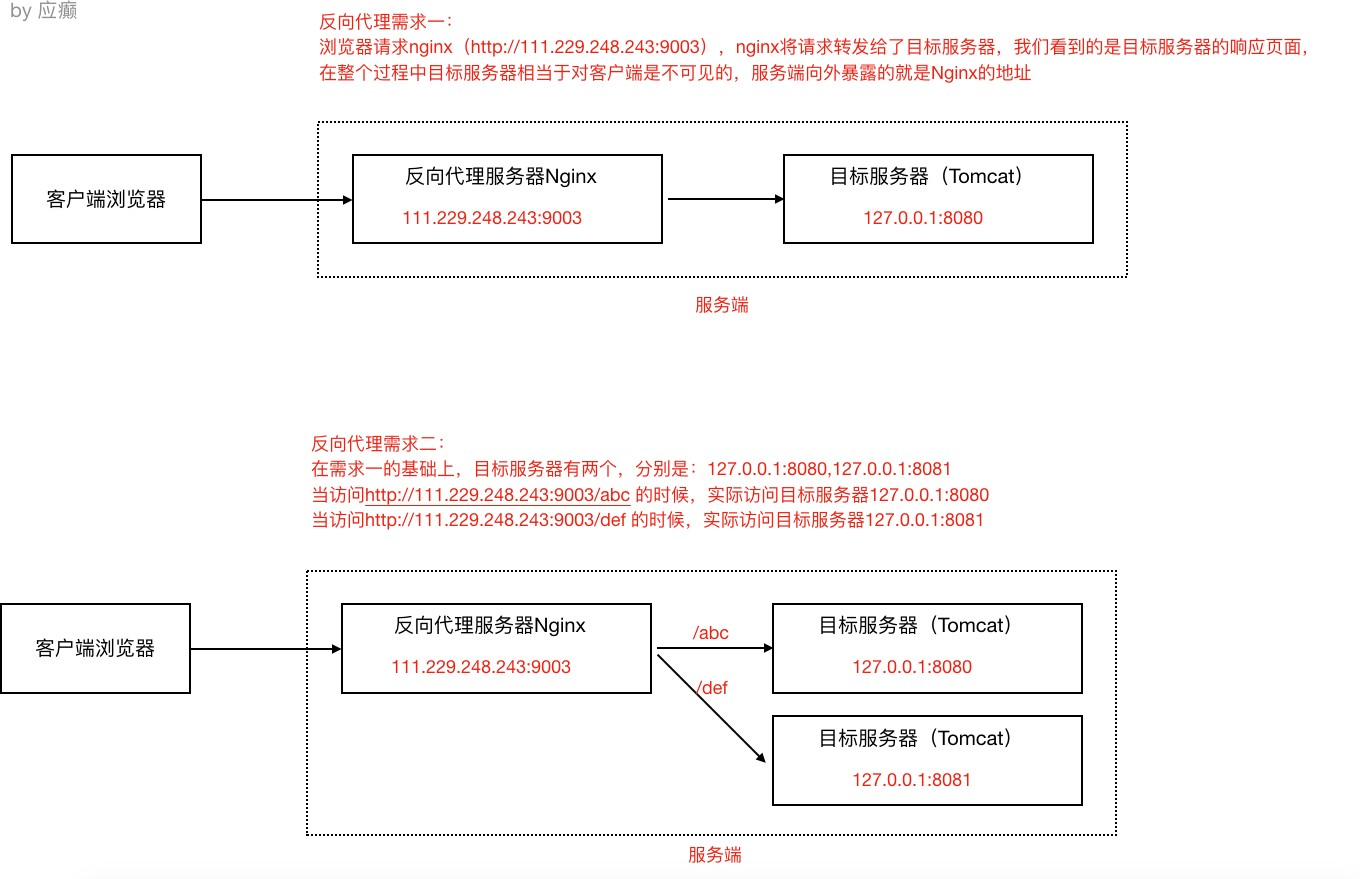 by 应癫
反向代理需求一：
浏览器请求nginx（http://111.229.248.243:9003），nginx将请求转发给了目标服务器，我们看到的是目标服务器的响应页面，
在整个过程中目标服务器相当于对客户端是不可见的，服务端向外暴露的就是Nginx的地址
客户端浏览器
反向代理服务器Nginx
111.229.248.243:9003
目标服务器（Tomcat）
127.0.0.1:8080
服务端
反向代理需求二：
在需求一的基础上，目标服务器有两个，分别是：127.0.0.1:8080,127.0.0.1:8081
当访问http://111.229.248.243:9003/abc 的时候，实际访问目标服务器127.0.0.1:8080
当访问http://111.229.248.243:9003/def 的时候，实际访问目标服务器127.0.0.1:8081
客户端浏览器
反向代理服务器Nginx
111.229.248.243:9003
/abc
/def
目标服务器（Tomcat）
127.0.0.1:8080
目标服务器（Tomcat）
127.0.0.1:8081
服务端